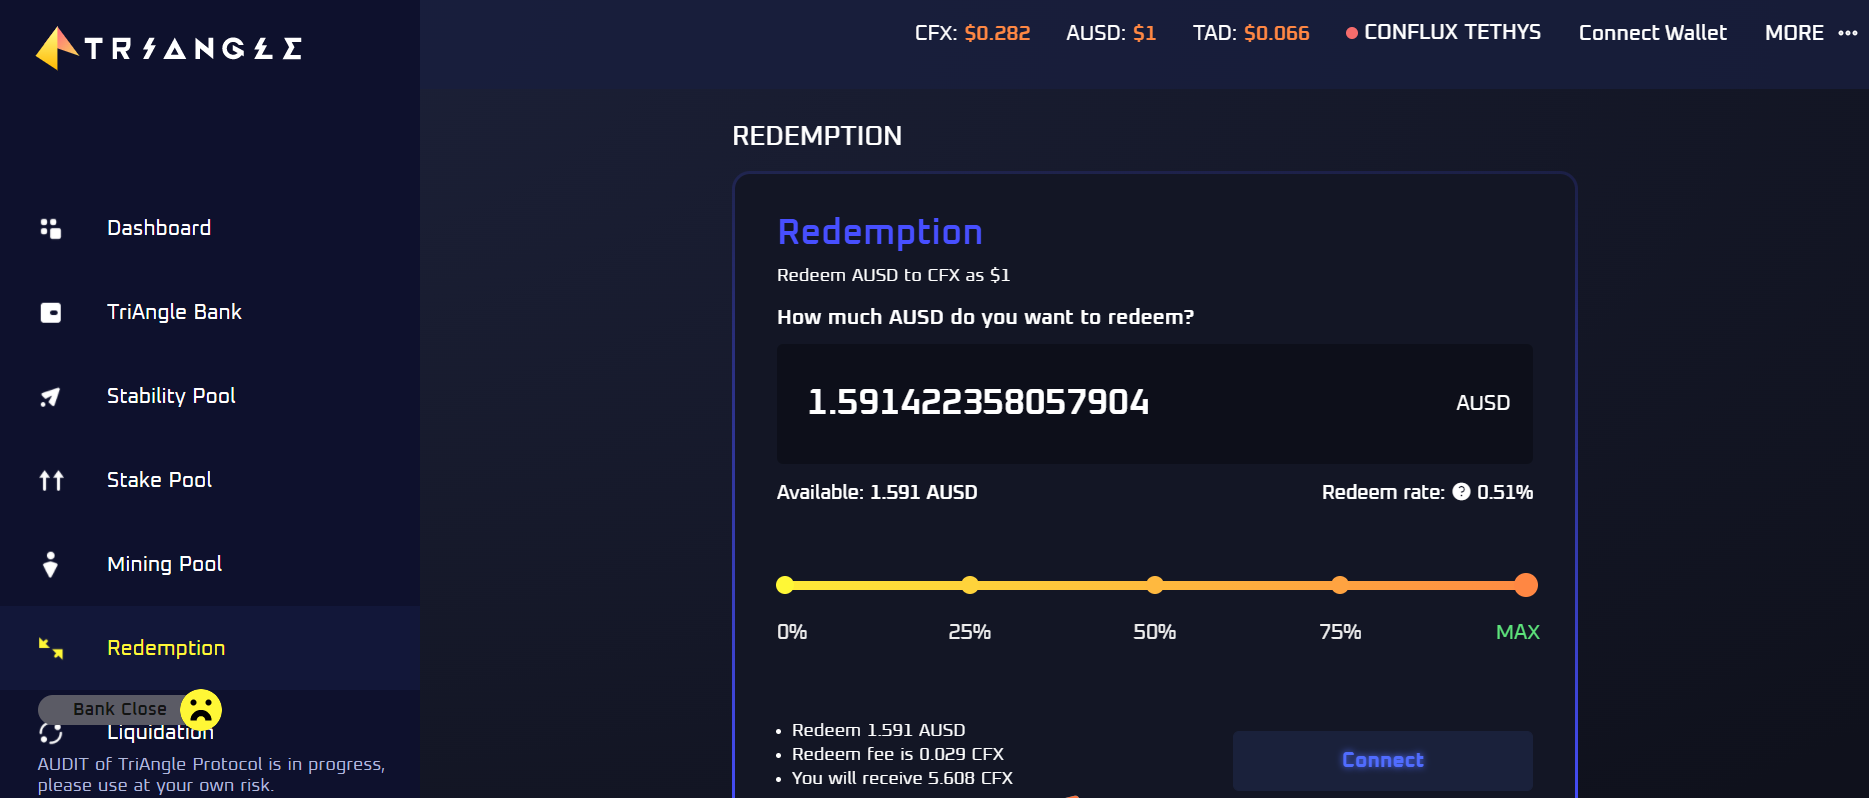 TRIANGLE
CFX: $0.282 AUSD: $1 TAD: $0.066 CONFLUX TETHYS Connect Wallet MORE ···
REDEMPTION
Dashboard
TriAngle Bank
Stability Pool
Stake Pool
Mining Pool
Redemption
Bank Close
Liquidation
AUDIT of TriAngle Protocol is in progress,
please use at your own risk.
Redemption
Redeem AUSD to CFX as $1
How much AUSD do you want to redeem?
1.591422358057904 AUSD
Available: 1.591 AUSD Redeem rate: ? 0.51%
0% 25% 50% 75% MAX
• Redeem 1.591 AUSD
• Redeem fee is 0.029 CFX
• You will receive 5.608 CFX
Connect